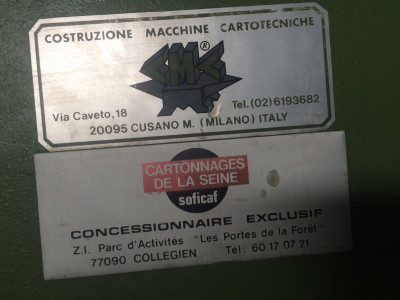 COSTRUZIONE MACCHINE CARTOTECNICHE
®
CMC
Via Caveto, 18
Tel. (02) 6193682
20095 CUSANO M. (MILANO) ITALY
CARTONNAGES
DE LA SEINE
soficaf
CONCESSIONNAIRE EXCLUSIF
Z.I. Parc d'Activités "Les Portes de la Forêt"
77090 COLLEGIEN Tél: 60 17 07 21